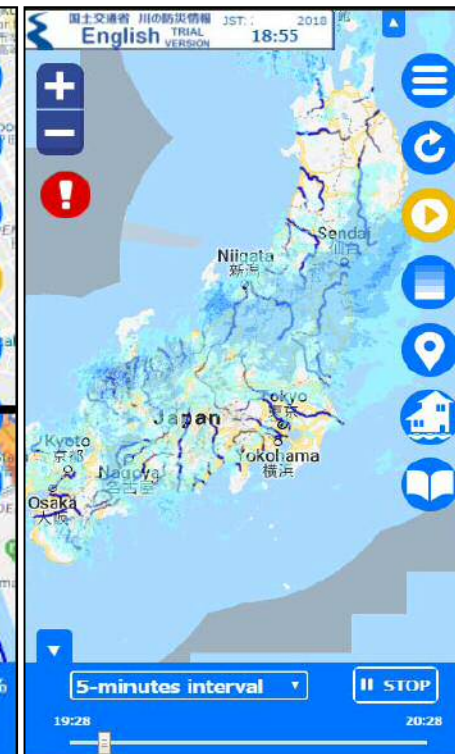 国土交通省 川の防災情報 JST: : 2018
English TRIAL VERSION 18:55
Sendai
仙台
Niigata
新潟
Tokyo
東京
Japan
Yokohama
横浜
Kyoto
京都
Nagoya
名古屋
Osaka
大阪
5-minutes interval
STOP
19:28 20:28